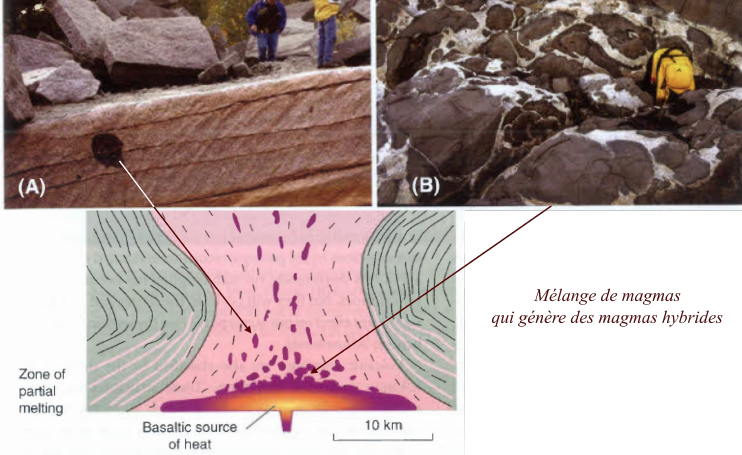 (A)
(B)
Mélange de magmas
qui génère des magmas hybrides
Zone of
partial
melting
Basaltic source
of heat
10 km